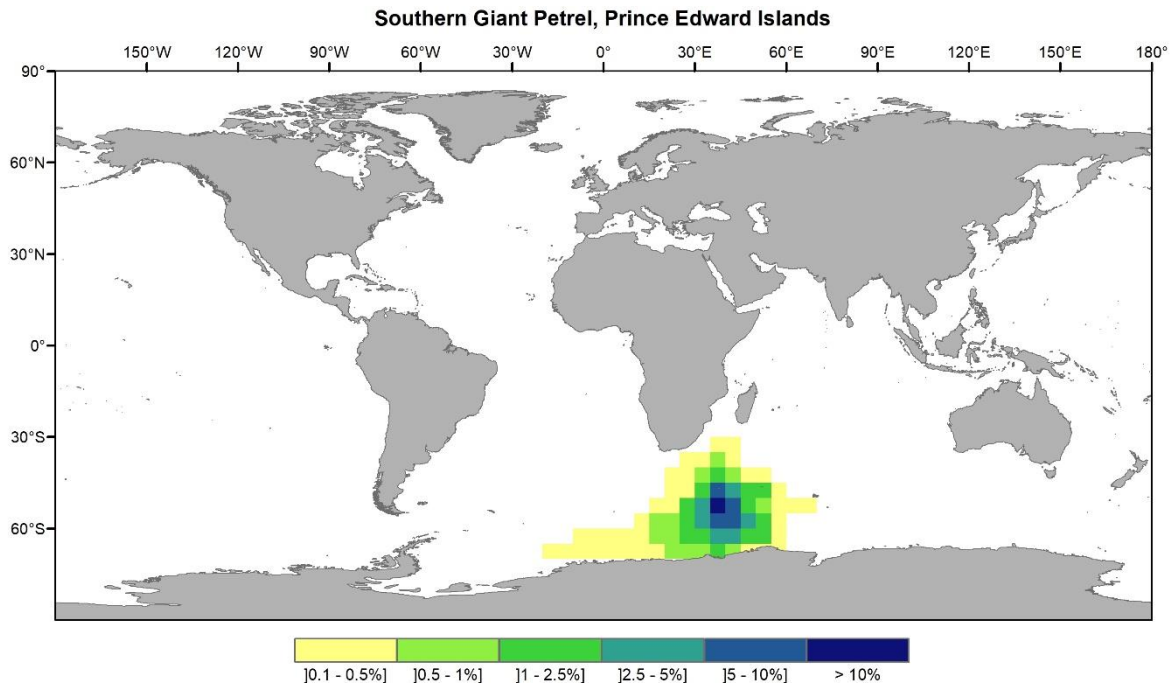 Southern Giant Petrel, Prince Edward Islands
150°W 120°W 90°W 60°W 30°W 0° 30°E 60°E 90°E 120°E 150°E 180°
90°
60°N
30°N
0°
30°S
60°S
]0.1 - 0.5%] ]0.5 - 1%] ]1 - 2.5%] ]2.5 - 5%] ]5 - 10%] > 10%